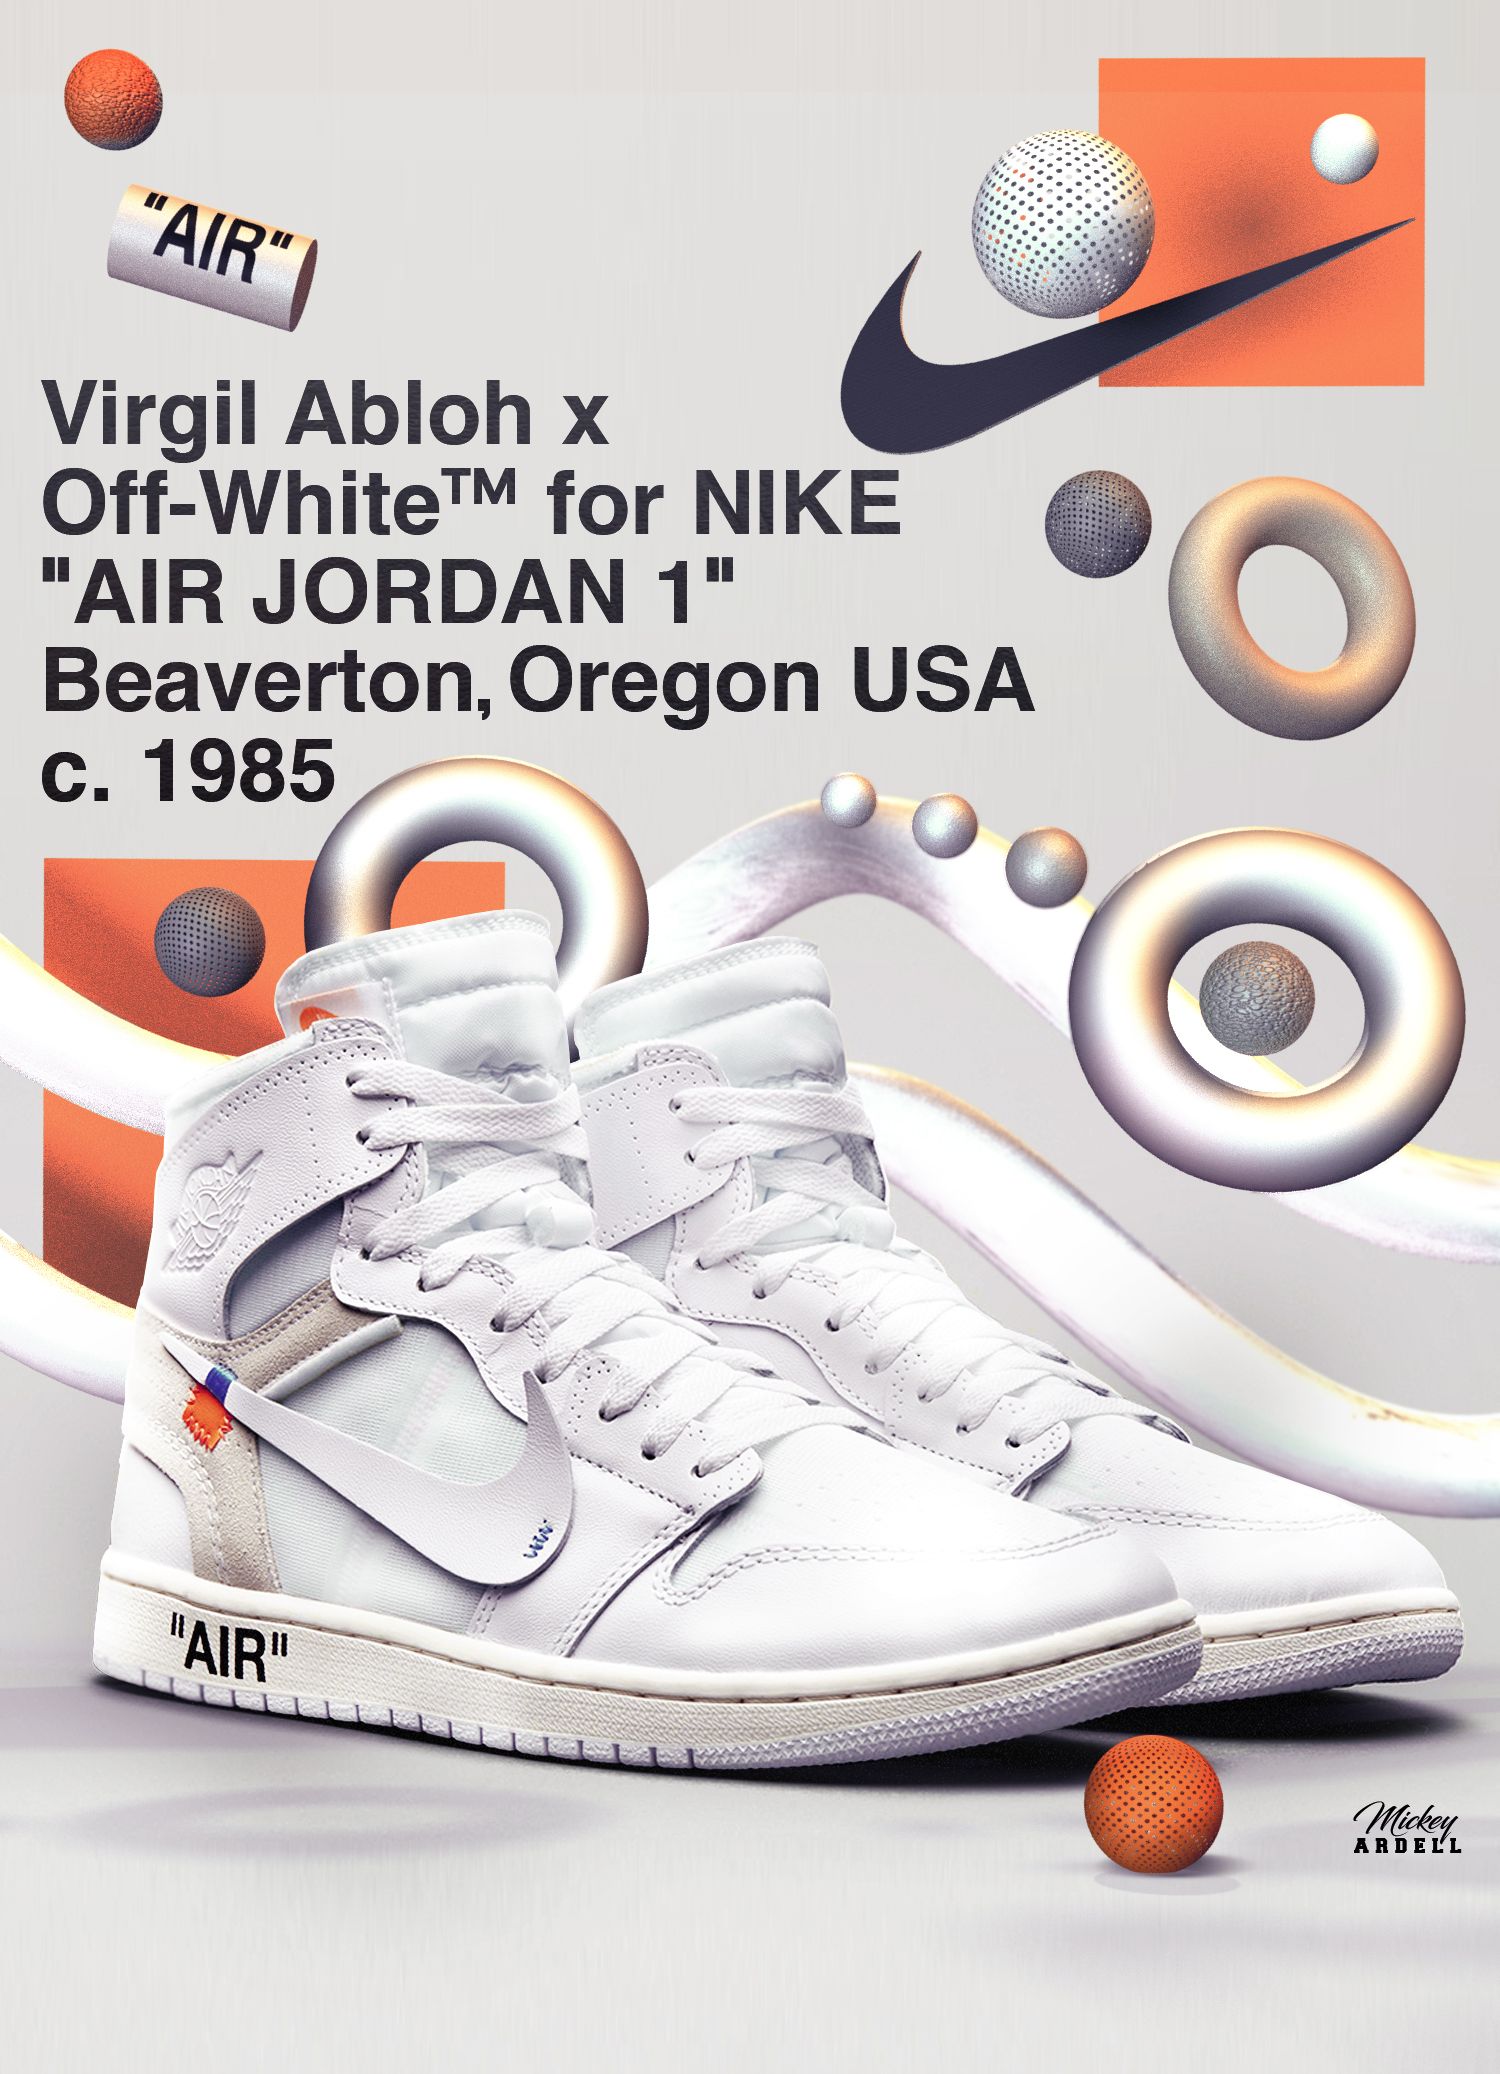 "AIR"
Virgil Abloh x
Off-White™ for NIKE
"AIR JORDAN 1"
Beaverton, Oregon USA
c. 1985
"AIR"
Mickey
ARDELL